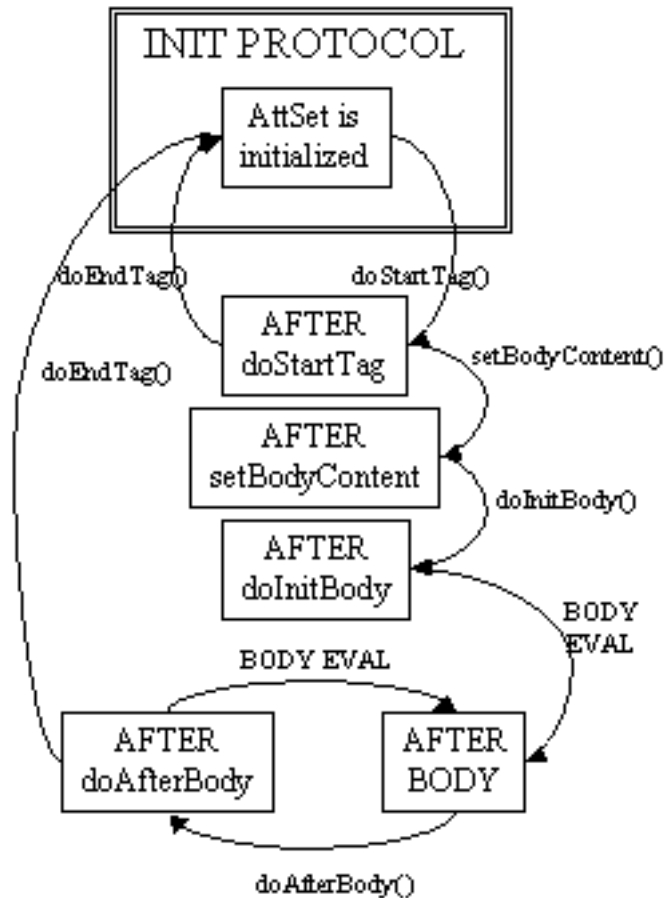 INIT PROTOCOL
AttSet is
initialized
doEndTag()
doStartTag()
AFTER
doStartTag
setBodyContent()
doEndTag()
AFTER
setBodyContent
doInitBody()
AFTER
doInitBody
BODY
EVAL
BODY EVAL
AFTER
doAfterBody
AFTER
BODY
doAfterBody()